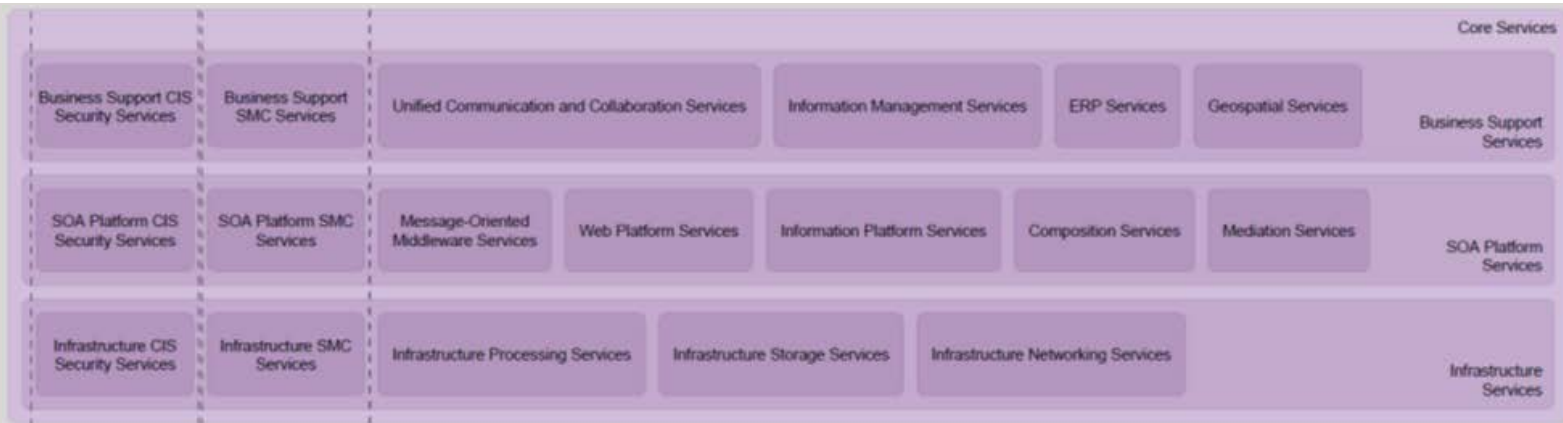 Core Services
Business Support CIS
Security Services
Business Support
SMC Services
Unified Communication and Collaboration Services
Information Management Services
ERP Services
Geospatial Services
Business Support
Services
SOA Platform CIS
Security Services
SOA Platform SMC
Services
Message-Oriented
Middleware Services
Web Platform Services
Information Platform Services
Composition Services
Mediation Services
SOA Platform
Services
Infrastructure CIS
Security Services
Infrastructure SMC
Services
Infrastructure Processing Services
Infrastructure Storage Services
Infrastructure Networking Services
Infrastructure
Services